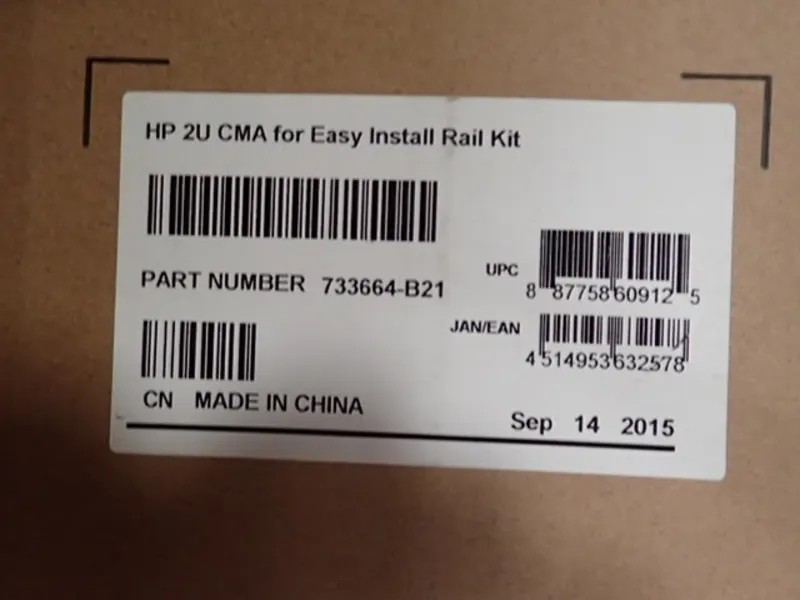 HP 2U CMA for Easy Install Rail Kit
PART NUMBER 733664-B21
UPC
8 87758 60912 5
JAN/EAN
4 514953 632578
CN MADE IN CHINA
Sep 14 2015